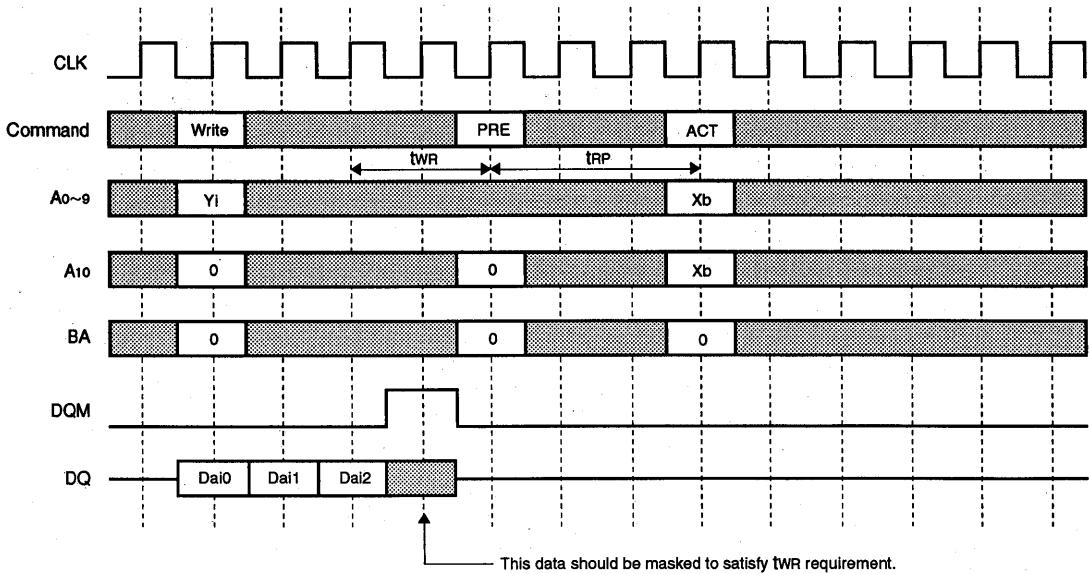 CLK
Command Write PRE ACT
tWR tRP
A0~9 Yi Xb
A10 0 0 Xb
BA 0 0 0
DQM
DQ Dai0 Dai1 Dai2
This data should be masked to satisfy tWR requirement.